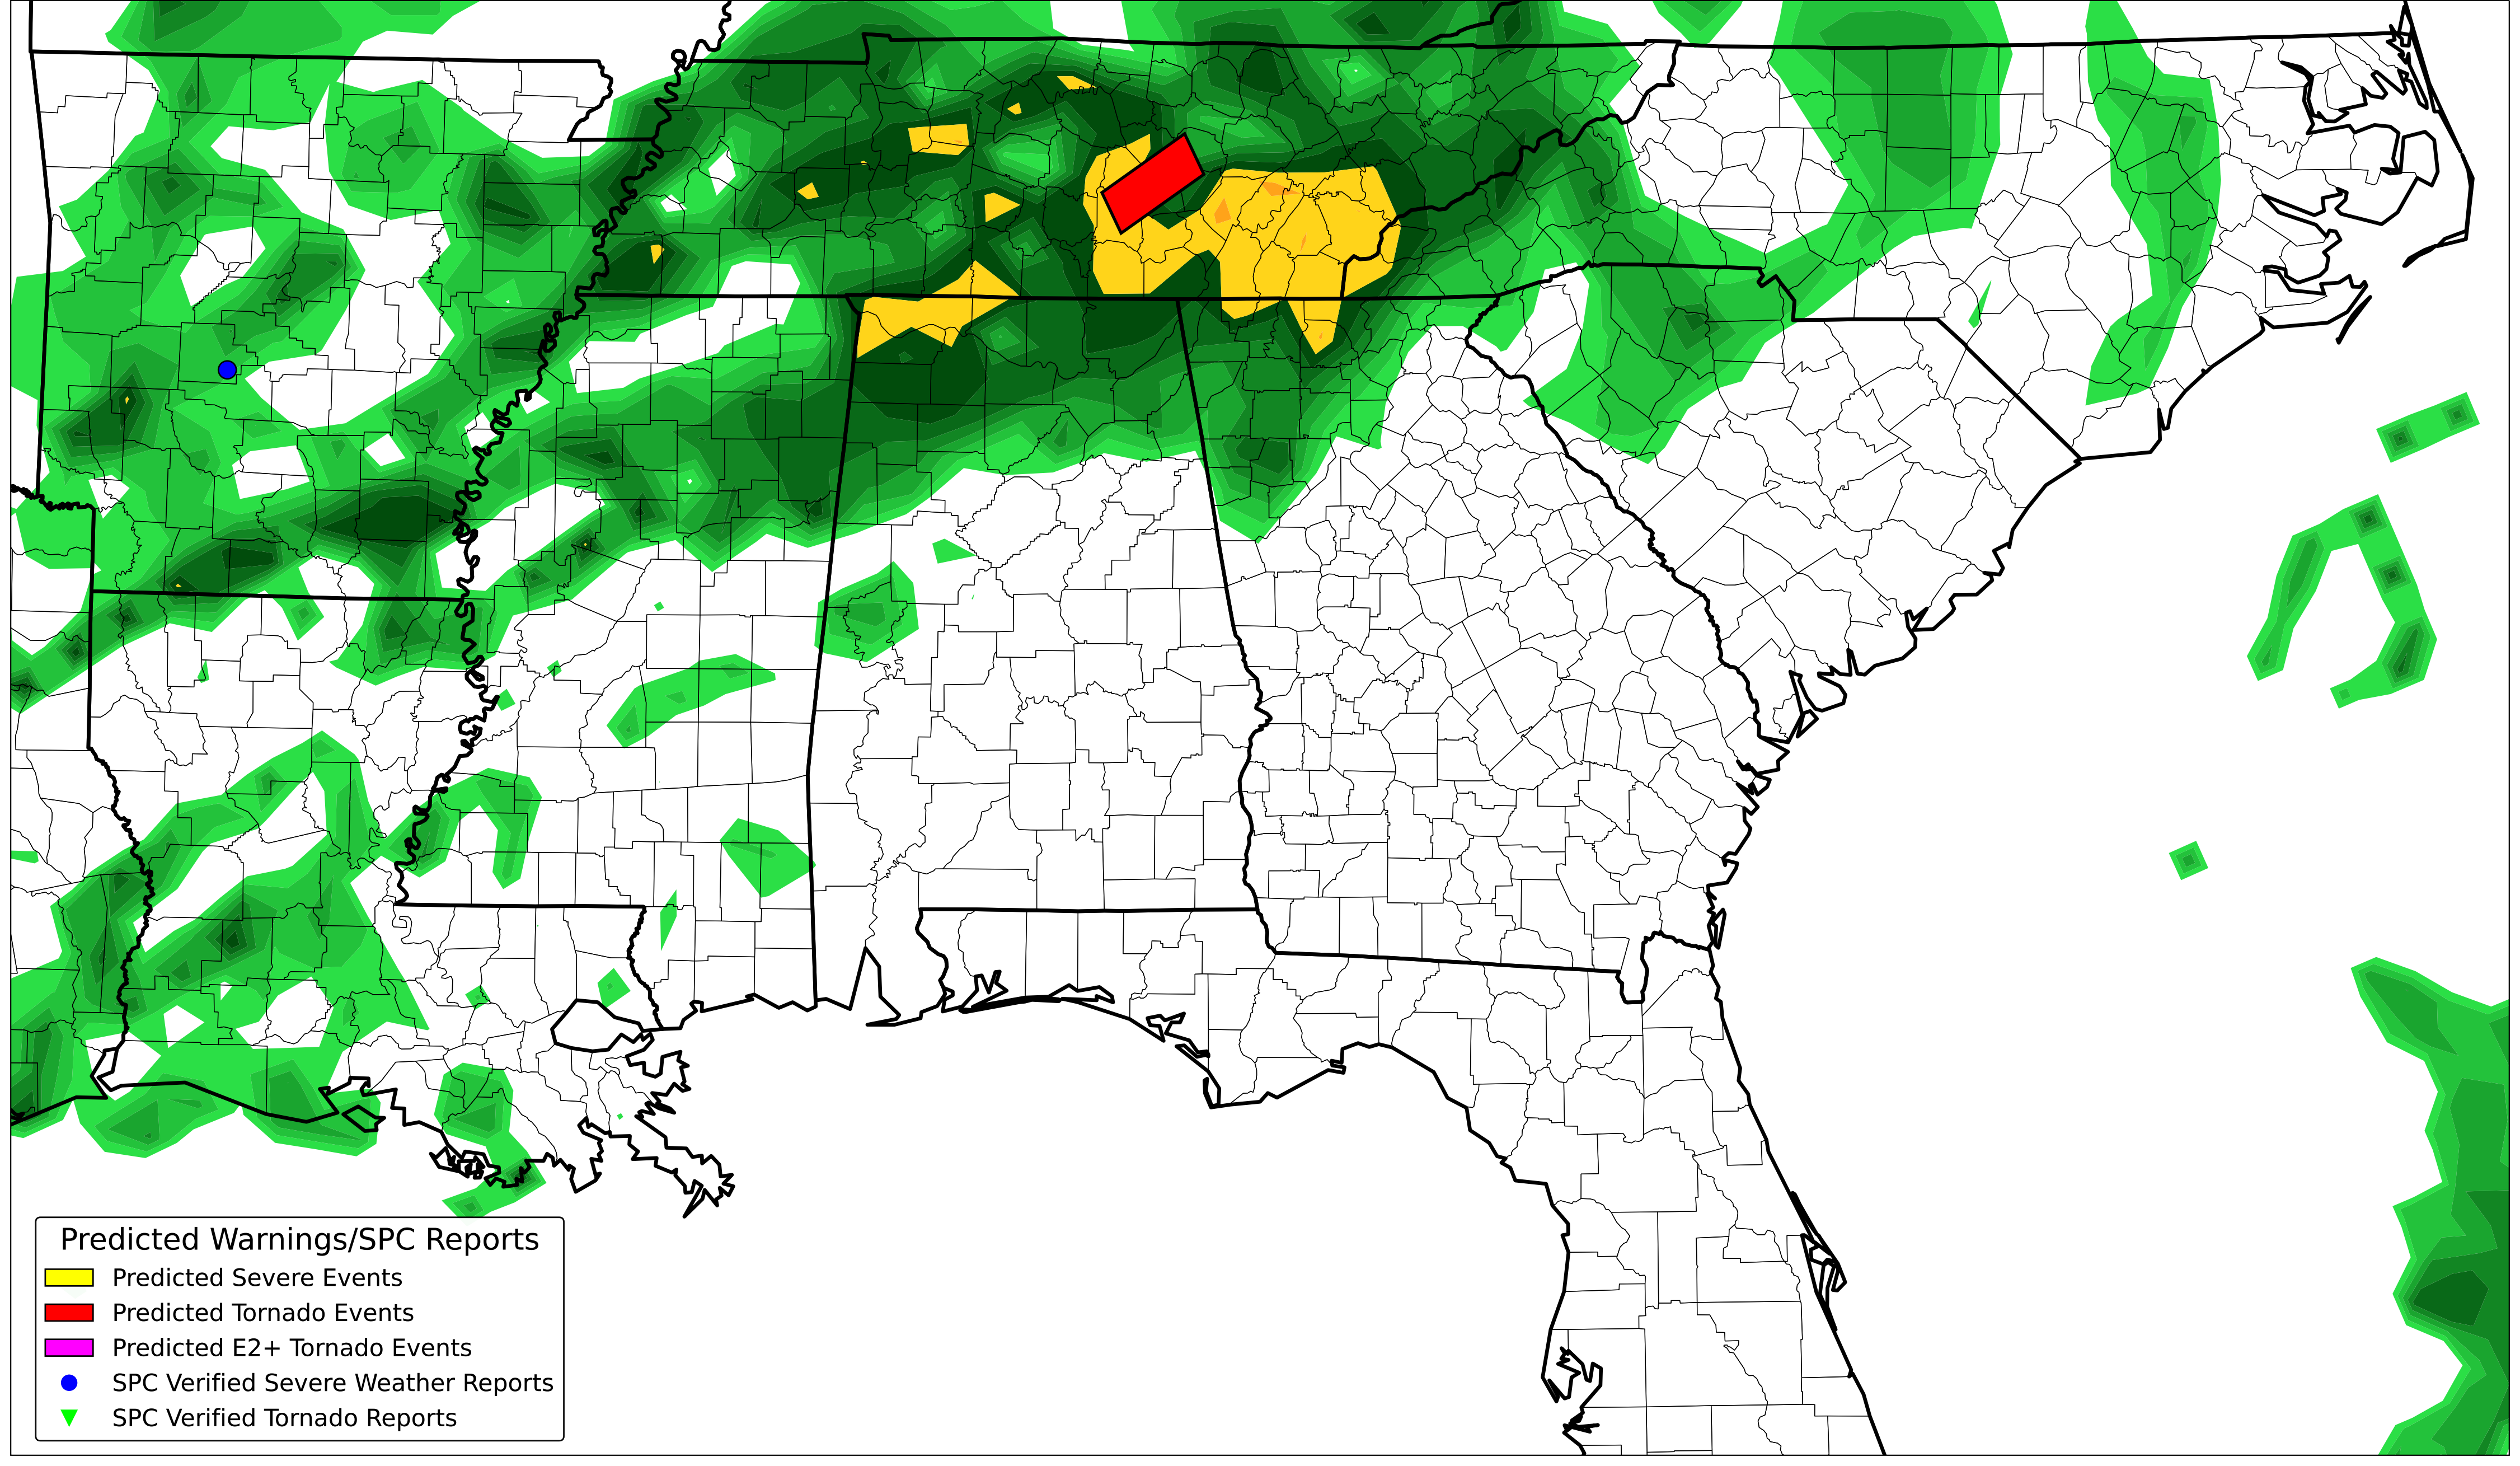 Predicted Warnings/SPC Reports
Predicted Severe Events
Predicted Tornado Events
Predicted E2+ Tornado Events
SPC Verified Severe Weather Reports
SPC Verified Tornado Reports